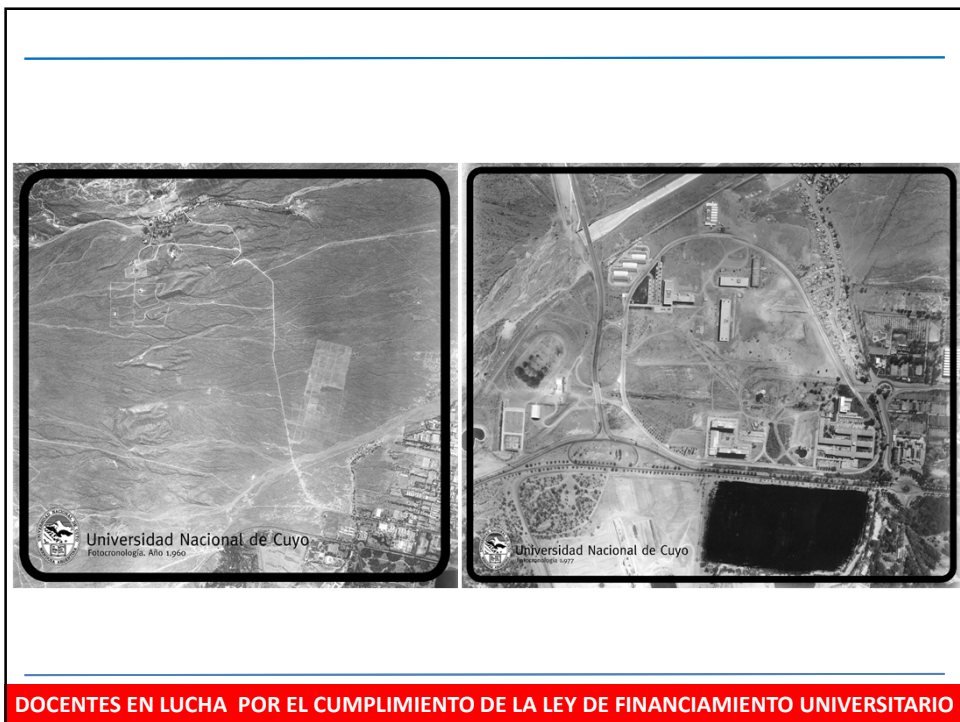 Universidad Nacional de Cuyo
Fotocronología. Año 1.960
Universidad Nacional de Cuyo
Fotocronología 1.977
DOCENTES EN LUCHA  POR EL CUMPLIMIENTO DE LA LEY DE FINANCIAMIENTO UNIVERSITARIO